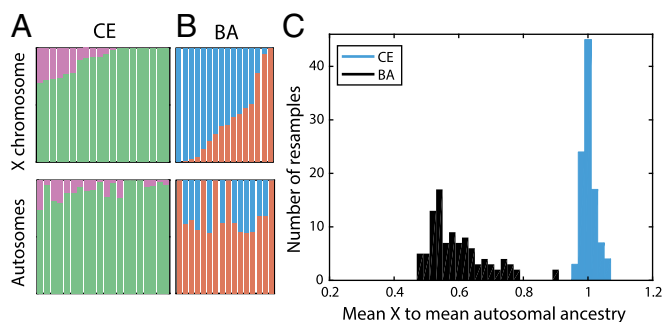 A
CE
B
BA
C
X chromosome
Autosomes
Number of resamples
40
30
20
10
0
CE
BA
0.2
0.4
0.6
0.8
1
1.2
Mean X to mean autosomal ancestry